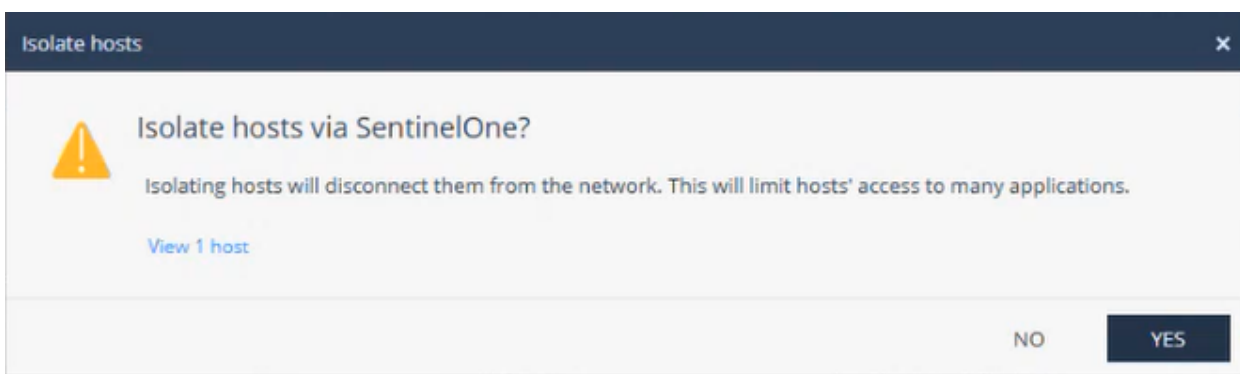 Isolate hosts
×
Isolate hosts via SentinelOne?
Isolating hosts will disconnect them from the network. This will limit hosts' access to many applications.
View 1 host
NO YES